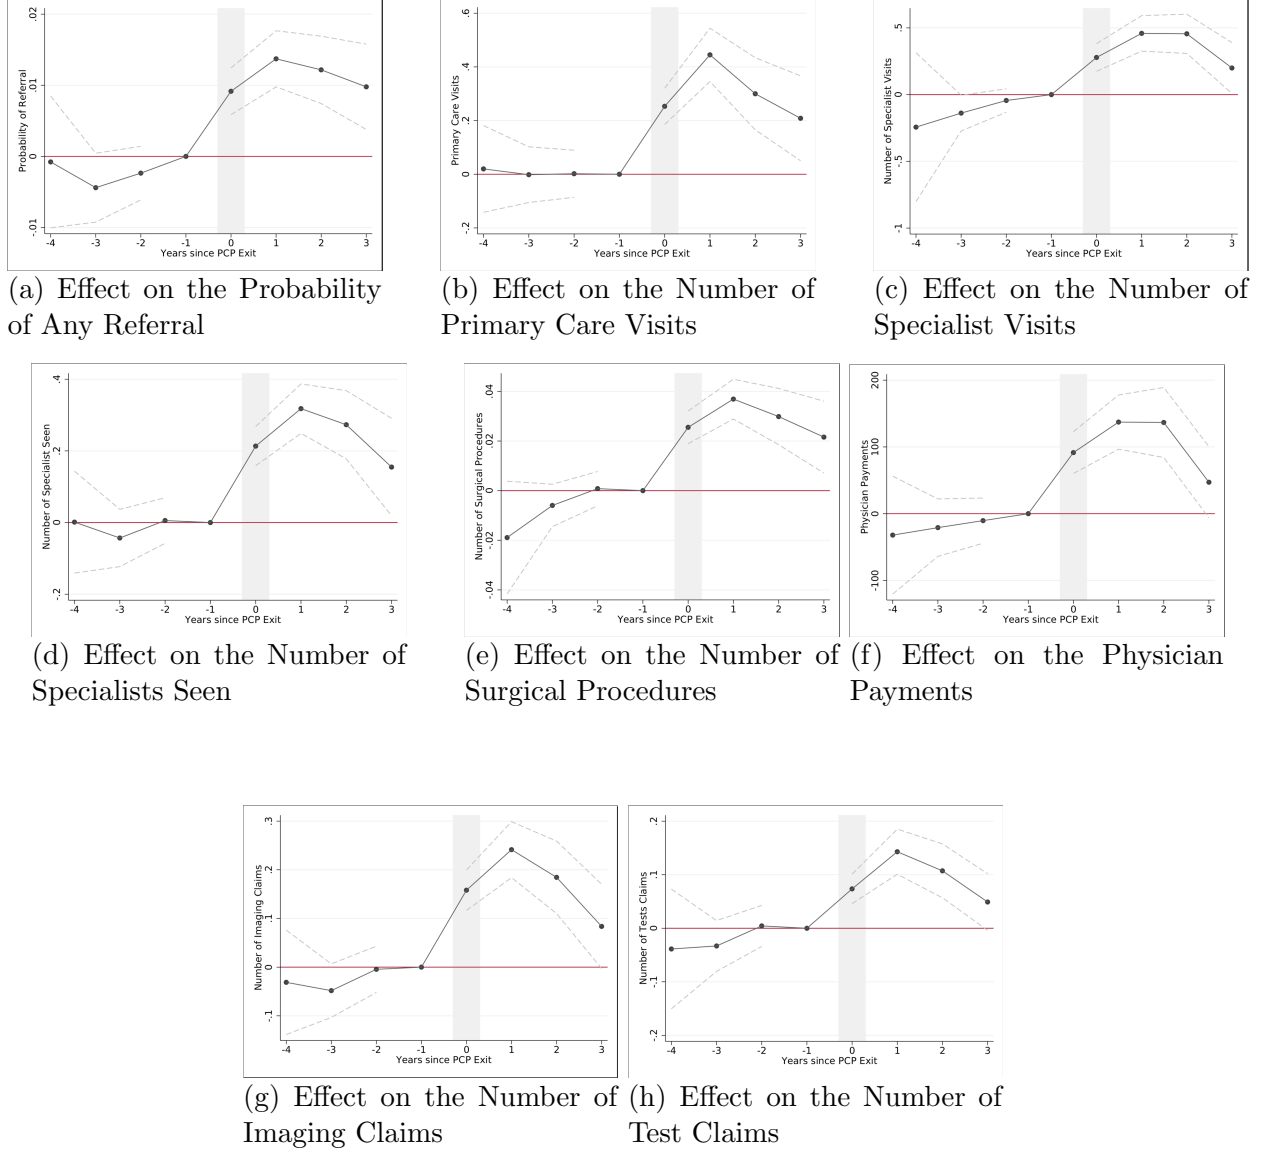 .02
.01
0
-.01
Probability of Referral
-4 -3 -2 -1 0 1 2 3
Years since PCP Exit
(a) Effect on the Probability
of Any Referral
.6
.4
.2
0
-.2
Primary Care Visits
-4 -3 -2 -1 0 1 2 3
Years since PCP Exit
(b) Effect on the Number of
Primary Care Visits
.5
0
-.5
-1
Number of Specialist Visits
-4 -3 -2 -1 0 1 2 3
Years since PCP Exit
(c) Effect on the Number of
Specialist Visits
.4
.2
0
-.2
Number of Specialist Seen
-4 -3 -2 -1 0 1 2 3
Years since PCP Exit
(d) Effect on the Number of
Specialists Seen
.04
.02
0
-.02
-.04
Number of Surgical Procedures
-4 -3 -2 -1 0 1 2 3
Years since PCP Exit
(e) Effect on the Number of
Surgical Procedures
200
100
0
-100
Physician Payments
-4 -3 -2 -1 0 1 2 3
Years since PCP Exit
(f) Effect on the Physician
Payments
.3
.2
.1
0
-.1
Number of Imaging Claims
-4 -3 -2 -1 0 1 2 3
Years since PCP Exit
(g) Effect on the Number of
Imaging Claims
.2
.1
0
-.1
-.2
Number of Tests Claims
-4 -3 -2 -1 0 1 2 3
Years since PCP Exit
(h) Effect on the Number of
Test Claims